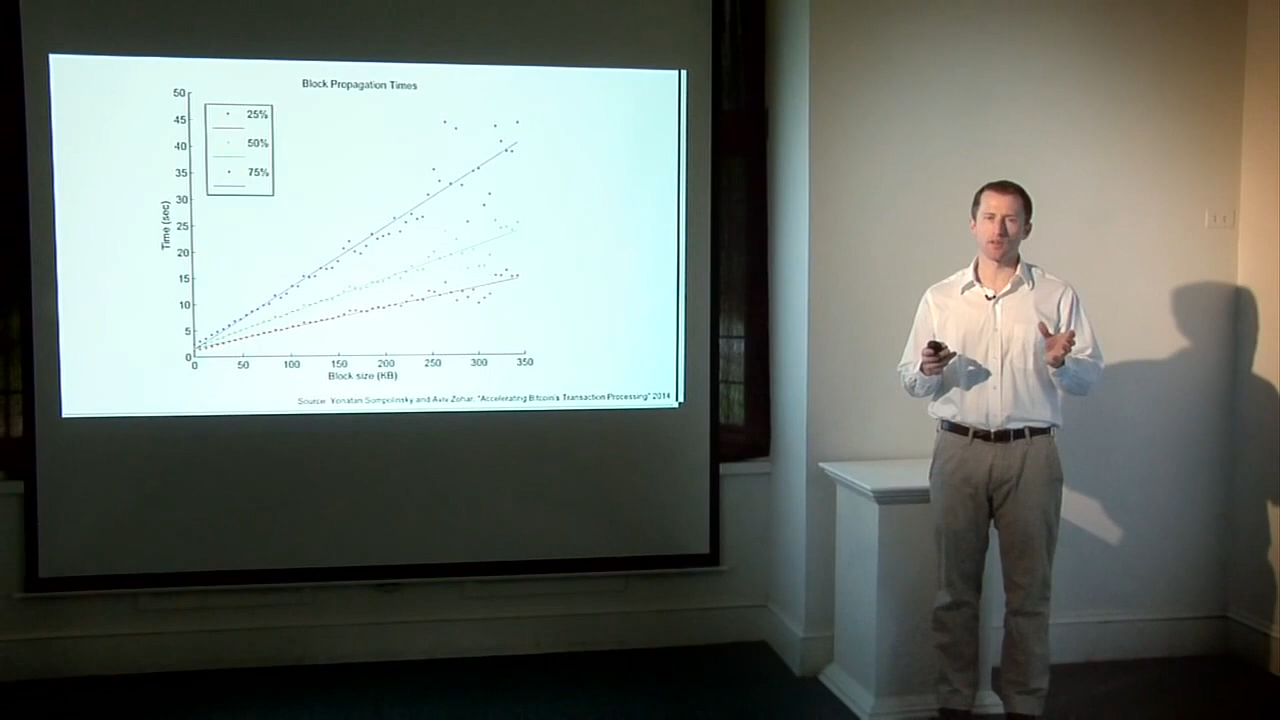 Block Propagation Times
50
45
40
35
30
25
20
15
10
5
0
Time (sec)
25%
50%
75%
0 50 100 150 200 250 300 350
Block size (KB)
Source: Yonatan Sompolinsky and Aviv Zohar, "Accelerating Bitcoin's Transaction Processing" 2014